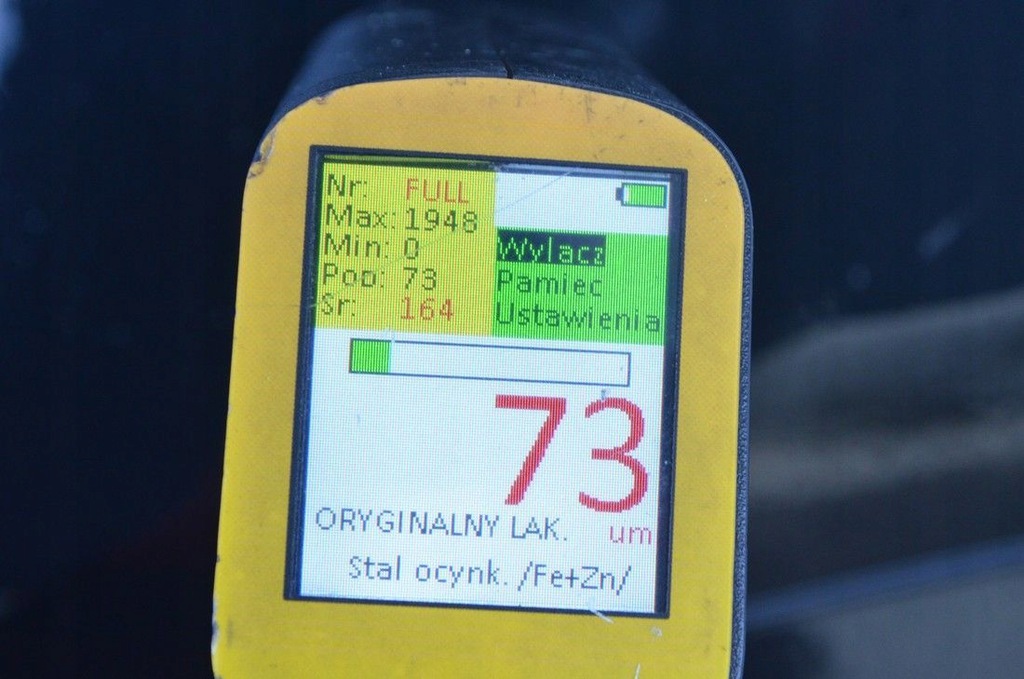 Nr: FULL
Max: 1948
Min: 0
Pop: 73
Sr: 164
Wylacz
Pamiec
Ustawienia
73
ORYGINALNY LAK. um
Stal ocynk. /Fe+Zn/